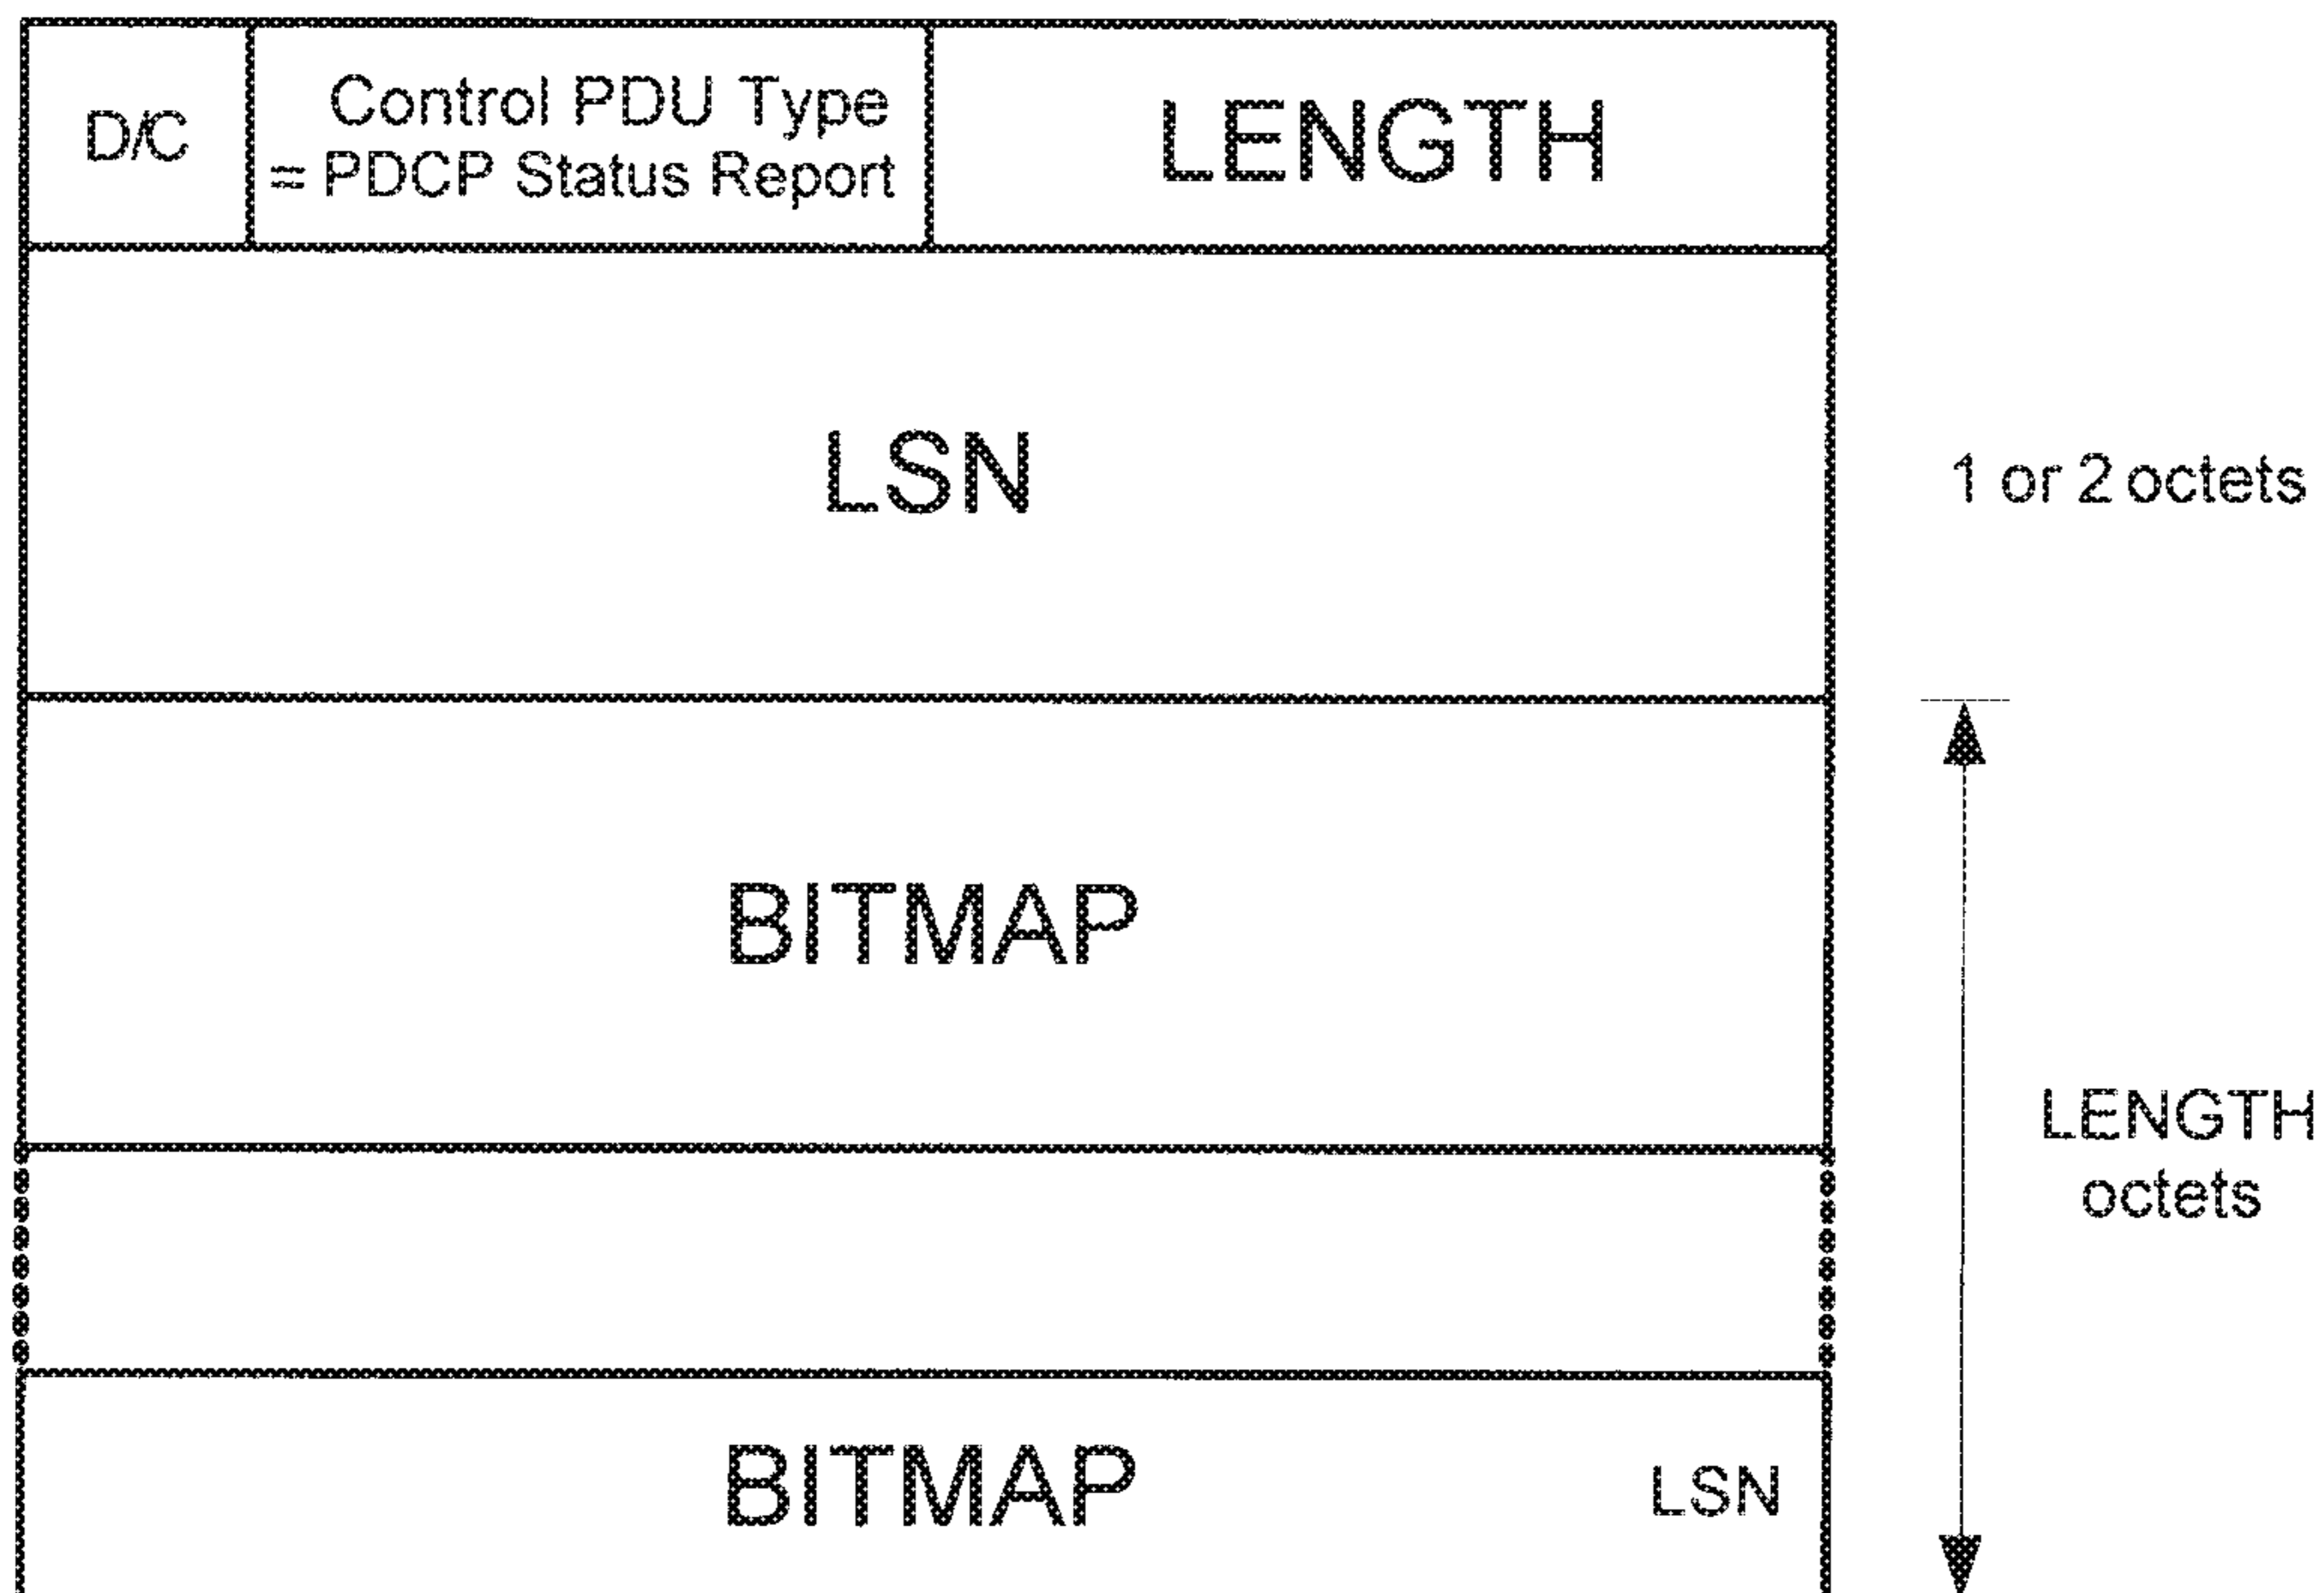 D/C
Control PDU Type
= PDCP Status Report
LENGTH
LSN
1 or 2 octets
BITMAP
LENGTH
octets
BITMAP
LSN